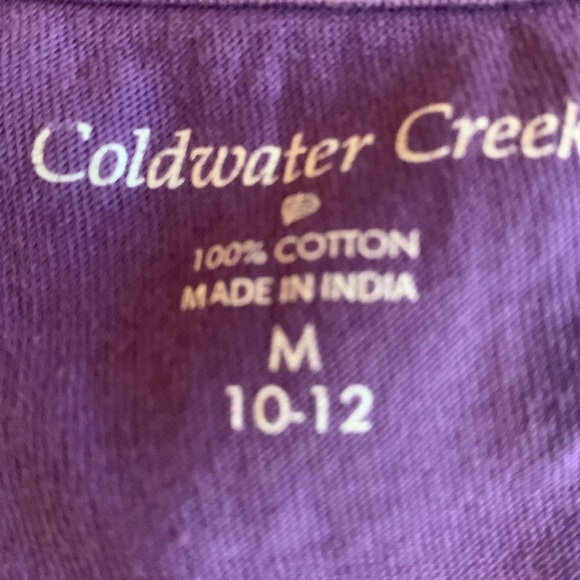 Coldwater Creek
100% COTTON
MADE IN INDIA
M
10-12